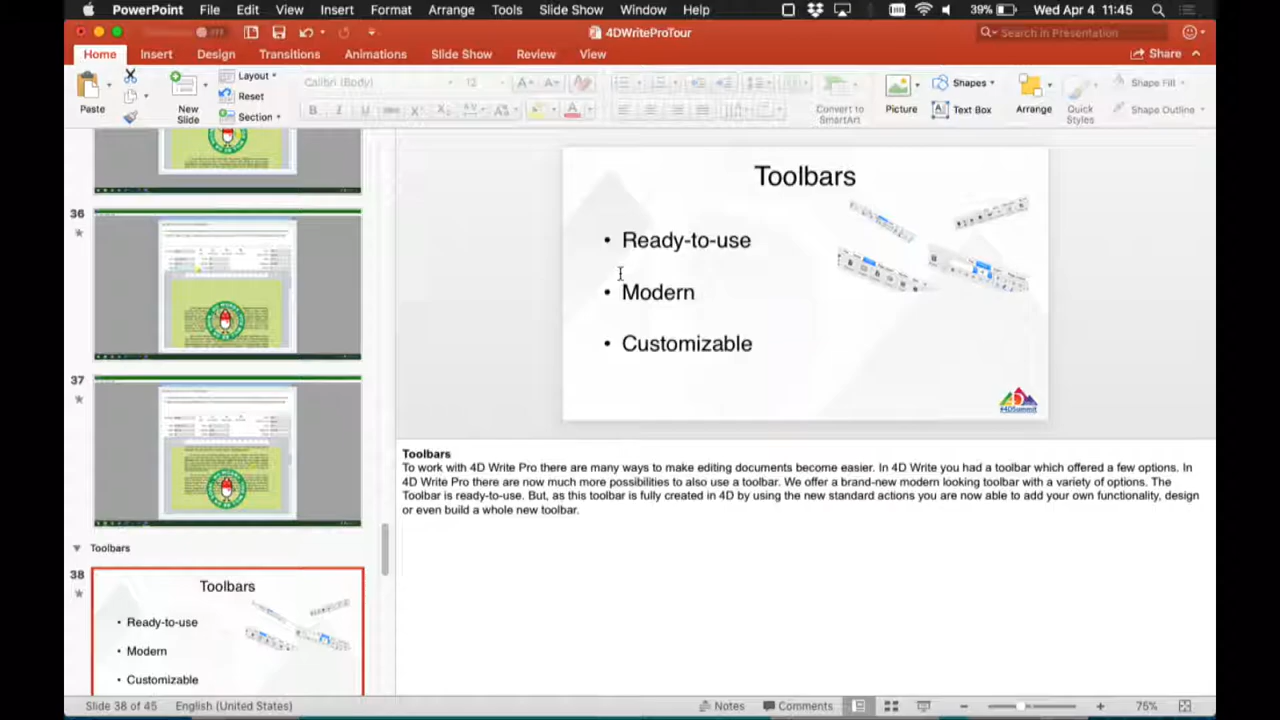 PowerPoint File Edit View Insert Format Arrange Tools Slide Show Window Help 39% Wed Apr 4 11:45
4DWriteProTour
Search in Presentation
Home Insert Design Transitions Animations Slide Show Review View Share
Paste
New Slide
Layout
Reset
Section
Calibri (Body) 12
Convert to SmartArt
Picture
Shapes
Text Box
Arrange
Quick Styles
Shape Fill
Shape Outline
36
37
Toolbars
38
Toolbars
• Ready-to-use
• Modern
• Customizable
Toolbars
• Ready-to-use
• Modern
• Customizable
#4DSummit
Toolbars
To work with 4D Write Pro there are many ways to make editing documents become easier. In 4D Write you had a toolbar which offered a few options. In
4D Write Pro there are now much more possibilities to also use a toolbar. We offer a brand-new modern looking toolbar with a variety of options. The
Toolbar is ready-to-use. But, as this toolbar is fully created in 4D by using the new standard actions you are now able to add your own functionality, design
or even build a whole new toolbar.
Slide 38 of 45 English (United States) Notes Comments 75%